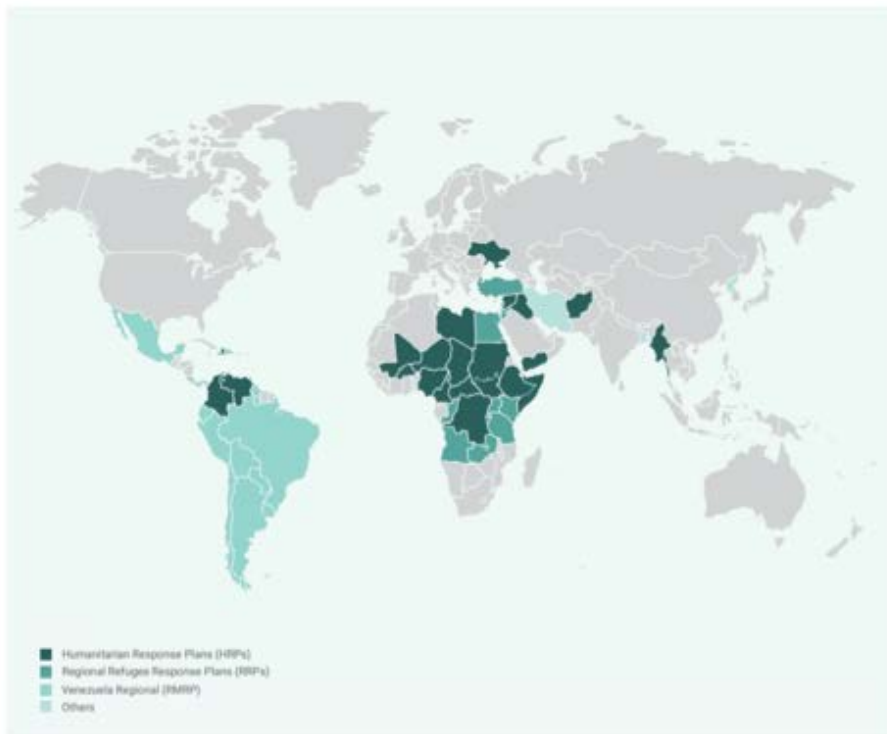 Humanitarian Response Plans (HRPs)
Regional Refugee Response Plans (RRPs)
Venezuela Regional (RMRP)
Others